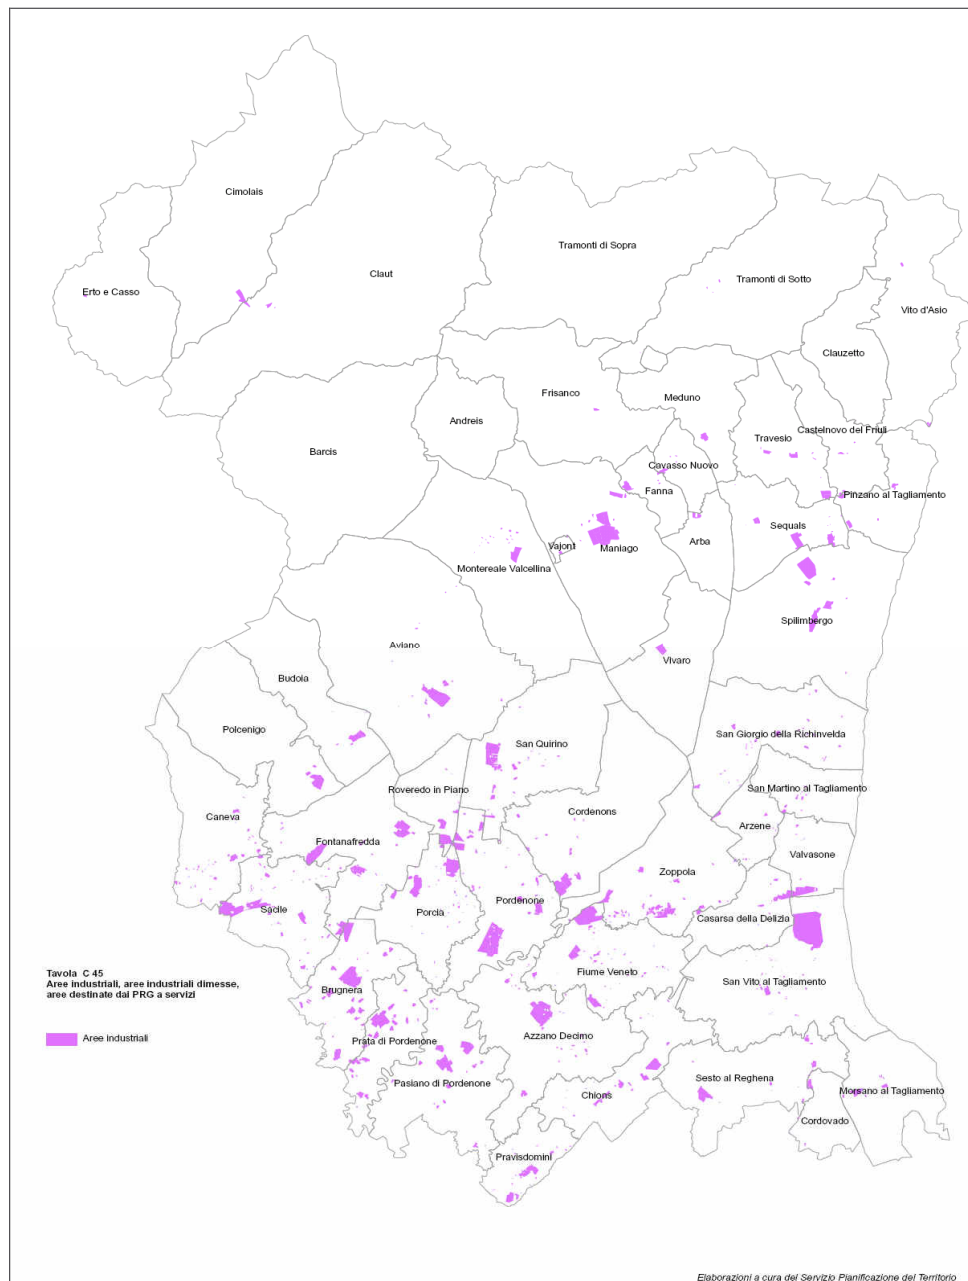 Cimolais
Tramonti di Sopra
Claut
Tramonti di Sotto
Erto e Casso
Vito d'Asio
Clauzetto
Frisanco
Meduno
Andreis
Castelnovo del Friuli
Travesio
Barcis
Cavasso Nuovo
Fanna
Pinzano al Tagliamento
Sequals
Arba
Vajont
Maniago
Montereale Valcellina
Spilimbergo
Aviano
Vivaro
Budoia
Polcenigo
San Giorgio della Richinvelda
San Quirino
Roveredo in Piano
San Martino al Tagliamento
Cordenons
Caneva
Arzene
Fontanafredda
Valvasone
Zoppola
Pordenone
Sacile
Porcia
Casarsa della Delizia
Fiume Veneto
San Vito al Tagliamento
Tavola C 45
Aree industriali, aree industriali dimesse,
aree destinate dai PRG a servizi
Brugnera
Azzano Decimo
Aree industriali
Prata di Pordenone
Pasiano di Pordenone
Sesto al Reghena
Morsano al Tagliamento
Chions
Cordovado
Pravisdomini
Elaborazioni a cura del Servizio Pianificazione del Territorio